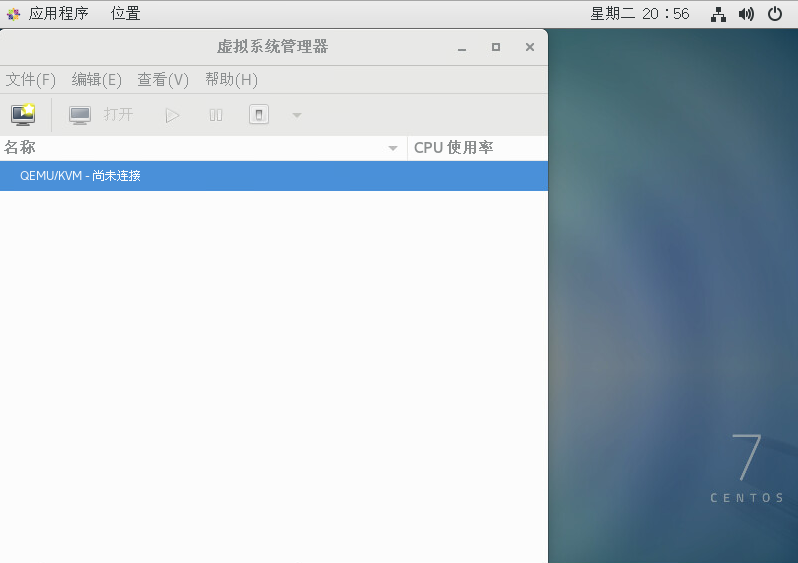 应用程序 位置 星期二 20：56
虚拟系统管理器
文件(F) 编辑(E) 查看(V) 帮助(H)
打开
名称 CPU 使用率
QEMU/KVM - 尚未连接
7
CENTOS